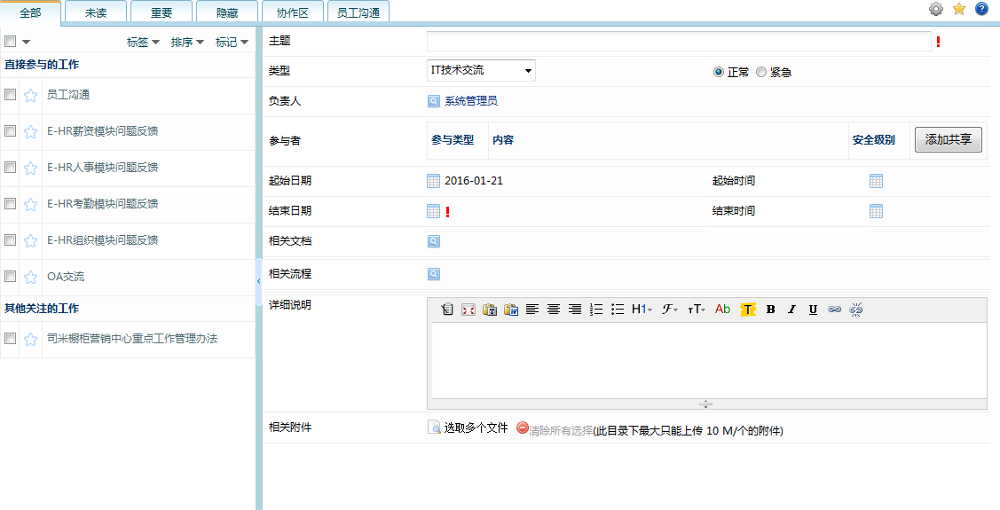 全部 未读 重要 隐藏 协作区 员工沟通
标签 排序 标记
直接参与的工作
员工沟通
E-HR薪资模块问题反馈
E-HR人事模块问题反馈
E-HR考勤模块问题反馈
E-HR组织模块问题反馈
OA交流
其他关注的工作
司米橱柜营销中心重点工作管理办法
主题 !
类型 IT技术交流 正常 紧急
负责人 系统管理员
参与者 参与类型 内容 安全级别 添加共享
起始日期 2016-01-21 起始时间
结束日期 ! 结束时间
相关文档
相关流程
详细说明 H1 F TT Ab T B I U
相关附件 选取多个文件 清除所有选择(此目录下最大只能上传 10 M/个的附件)